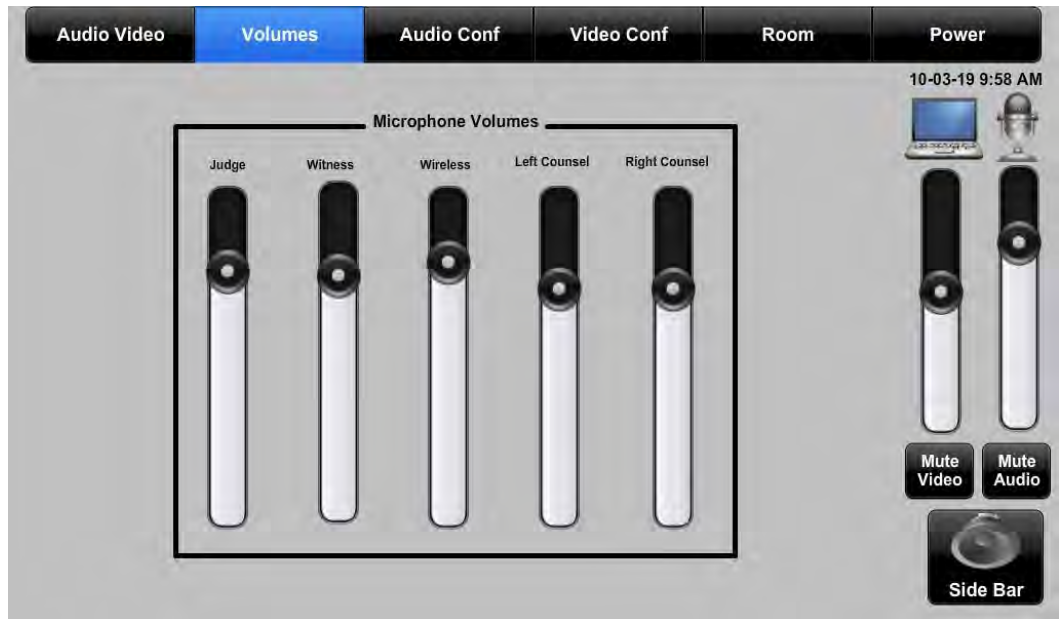 Audio Video Volumes Audio Conf Video Conf Room Power
10-03-19 9:58 AM
Microphone Volumes
Judge Witness Wireless Left Counsel Right Counsel
Mute Video
Mute Audio
Side Bar